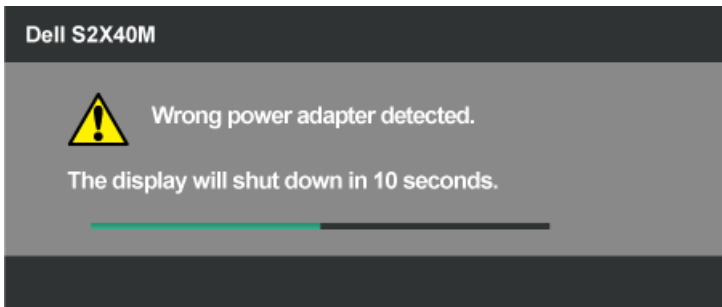 Dell S2X40M
Wrong power adapter detected.
The display will shut down in 10 seconds.